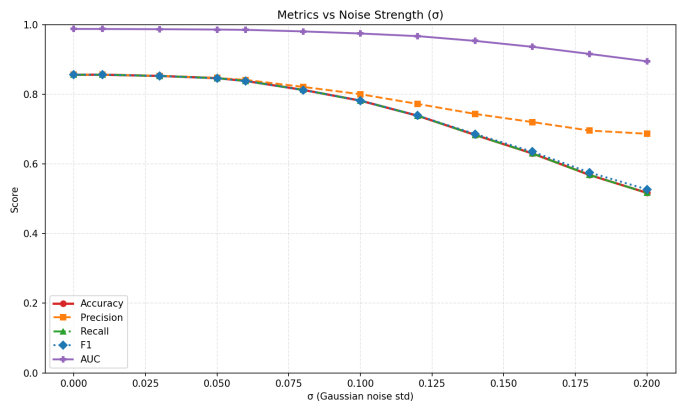 Metrics vs Noise Strength (σ)
Score
1.0
0.8
0.6
0.4
0.2
0.0
Accuracy
Precision
Recall
F1
AUC
0.000 0.025 0.050 0.075 0.100 0.125 0.150 0.175 0.200
σ (Gaussian noise std)